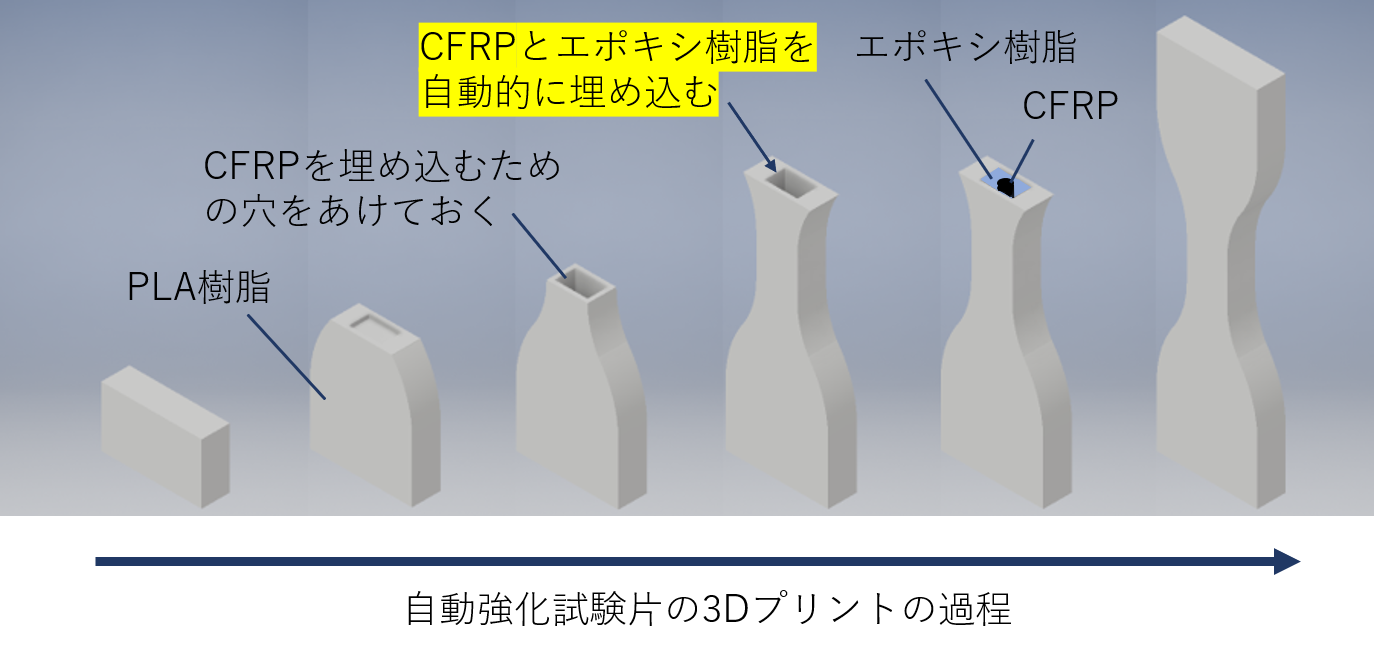 CFRPとエポキシ樹脂を
自動的に埋め込む
エポキシ樹脂
CFRP
CFRPを埋め込むため
の穴をあけておく
PLA樹脂
自動強化試験片の3Dプリントの過程